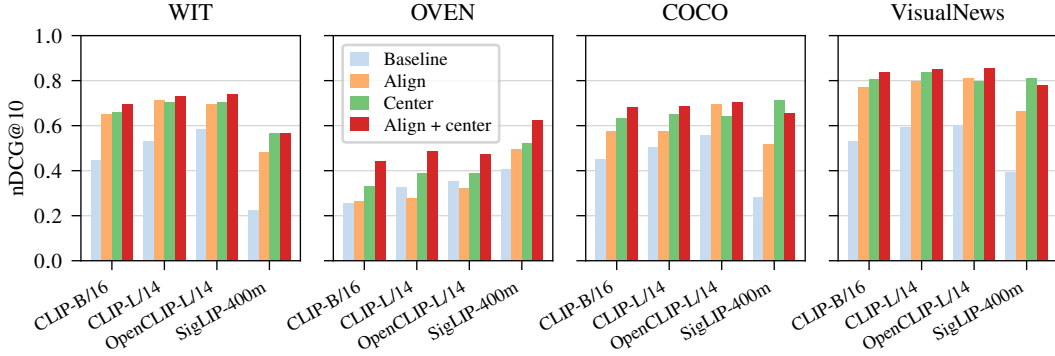 WIT
OVEN
COCO
VisualNews
nDCG@10
1.0
0.8
0.6
0.4
0.2
0.0
Baseline
Align
Center
Align + center
CLIP-B/16
CLIP-L/14
OpenCLIP-L/14
SigLIP-400m
CLIP-B/16
CLIP-L/14
OpenCLIP-L/14
SigLIP-400m
CLIP-B/16
CLIP-L/14
OpenCLIP-L/14
SigLIP-400m
CLIP-B/16
CLIP-L/14
OpenCLIP-L/14
SigLIP-400m